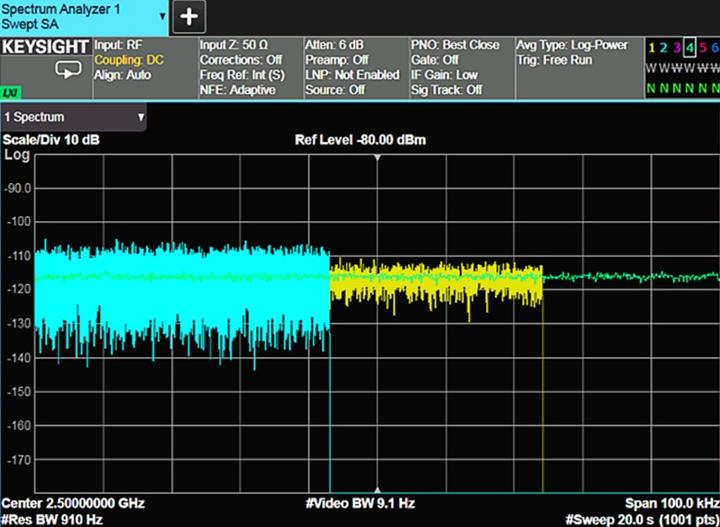 Spectrum Analyzer 1
Swept SA
KEYSIGHT
LXI
Input: RF
Coupling: DC
Align: Auto
Input Z: 50 Ω
Corrections: Off
Freq Ref: Int (S)
NFE: Adaptive
Atten: 6 dB
Preamp: Off
LNP: Not Enabled
Source: Off
PNO: Best Close
Gate: Off
IF Gain: Low
Sig Track: Off
Avg Type: Log-Power
Trig: Free Run
1 2 3 4 5 6
W W W W W W
N N N N N N
1 Spectrum
Scale/Div 10 dB
Ref Level -80.00 dBm
Log
-90.0
-100
-110
-120
-130
-140
-150
-160
-170
Center 2.50000000 GHz
#Video BW 9.1 Hz
Span 100.0 kHz
#Res BW 910 Hz
#Sweep 20.0 s (1001 pts)